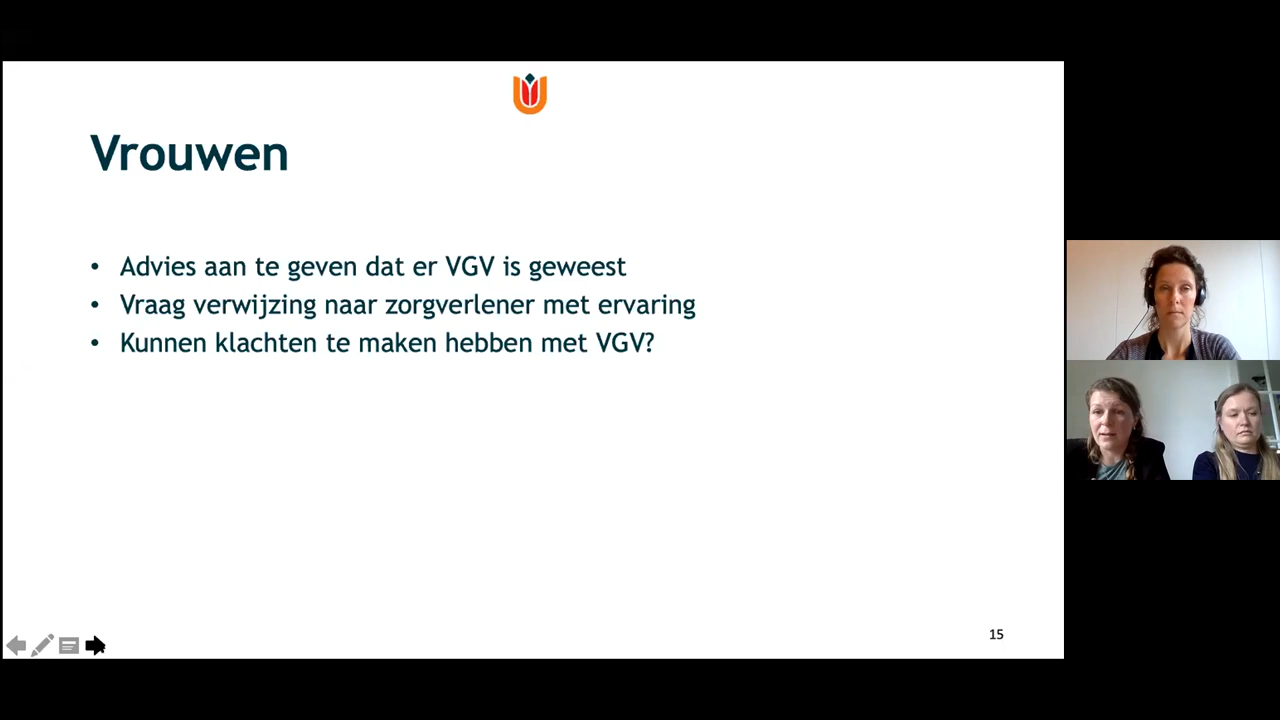 Vrouwen
• Advies aan te geven dat er VGV is geweest
• Vraag verwijzing naar zorgverlener met ervaring
• Kunnen klachten te maken hebben met VGV?
15